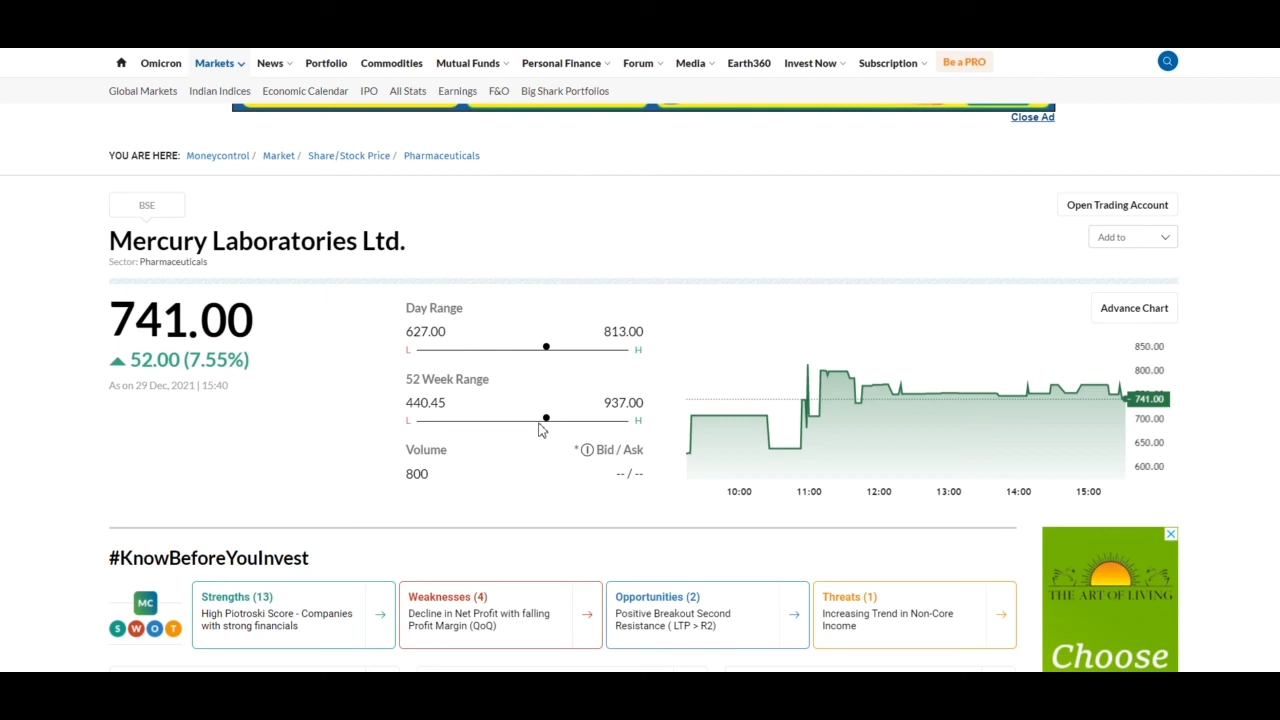 Omicron Markets News Portfolio Commodities Mutual Funds Personal Finance Forum Media Earth360 Invest Now Subscription Be a PRO
Global Markets Indian Indices Economic Calendar IPO All Stats Earnings F&O Big Shark Portfolios
Close Ad
YOU ARE HERE: Moneycontrol / Market / Share/Stock Price / Pharmaceuticals
BSE
Open Trading Account
Mercury Laboratories Ltd.
Add to
Sector: Pharmaceuticals
741.00
52.00 (7.55%)
As on 29 Dec, 2021 | 15:40
Day Range
627.00 813.00
L H
52 Week Range
440.45 937.00
L H
Volume * Bid / Ask
800 -- / --
Advance Chart
850.00
800.00
741.00
700.00
650.00
600.00
10:00 11:00 12:00 13:00 14:00 15:00
#KnowBeforeYouInvest
MC
S W O T
Strengths (13)
High Piotroski Score - Companies
with strong financials
Weaknesses (4)
Decline in Net Profit with falling
Profit Margin (QoQ)
Opportunities (2)
Positive Breakout Second
Resistance ( LTP > R2)
Threats (1)
Increasing Trend in Non-Core
Income
THE ART OF LIVING
Choose